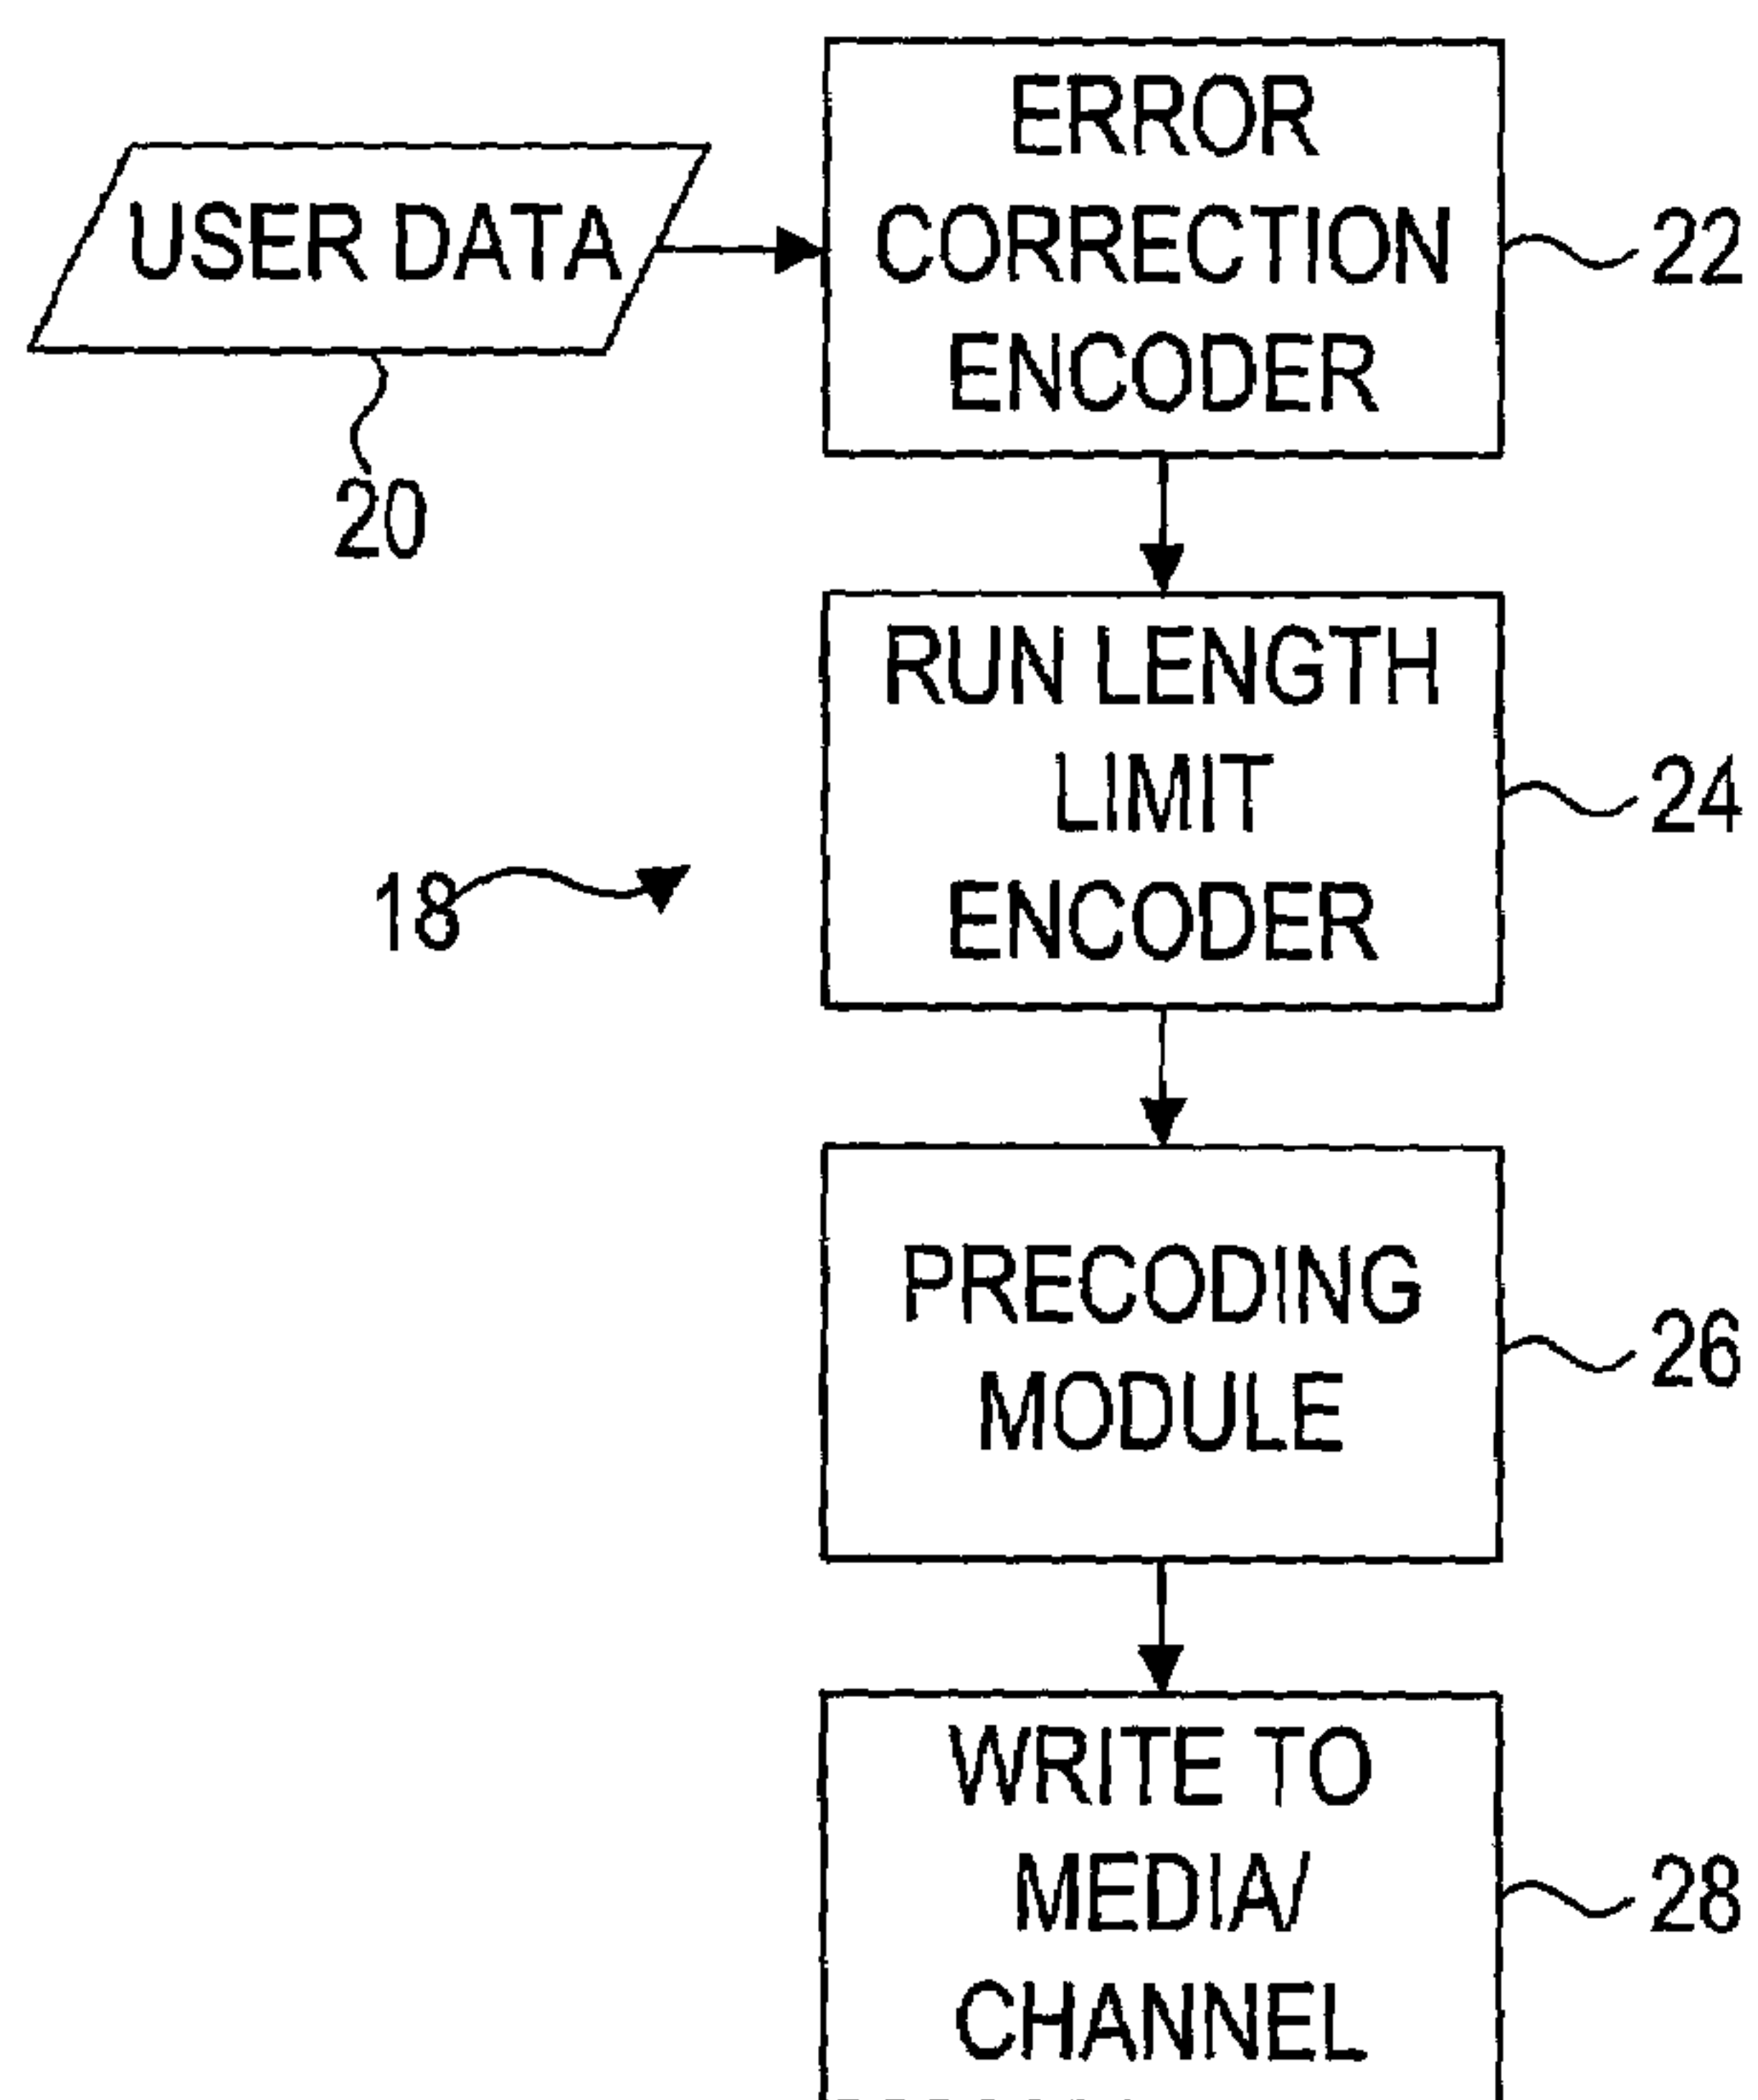 ERROR
CORRECTION
ENCODER
22
USER DATA
20
RUN LENGTH
LIMIT
ENCODER
24
18
PRECODING
MODULE
26
WRITE TO
MEDIA/
CHANNEL
28